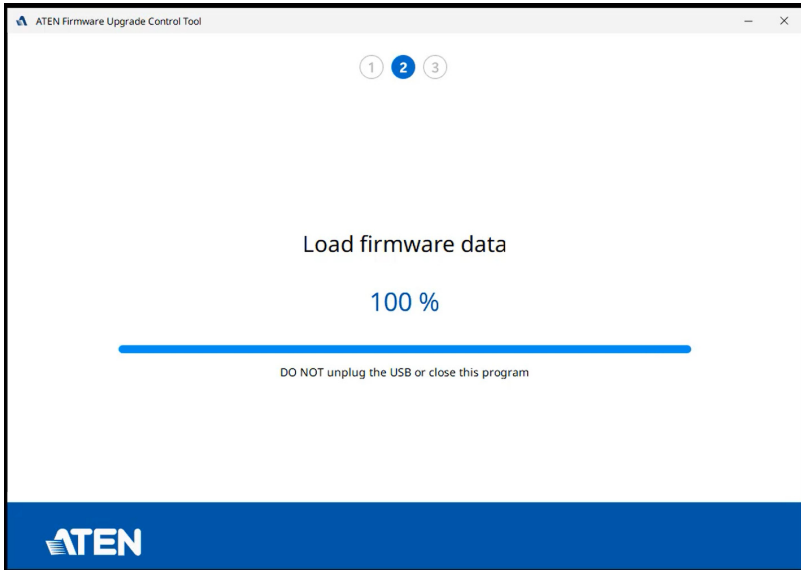 ATEN Firmware Upgrade Control Tool
1 2 3
Load firmware data
100 %
DO NOT unplug the USB or close this program
ATEN